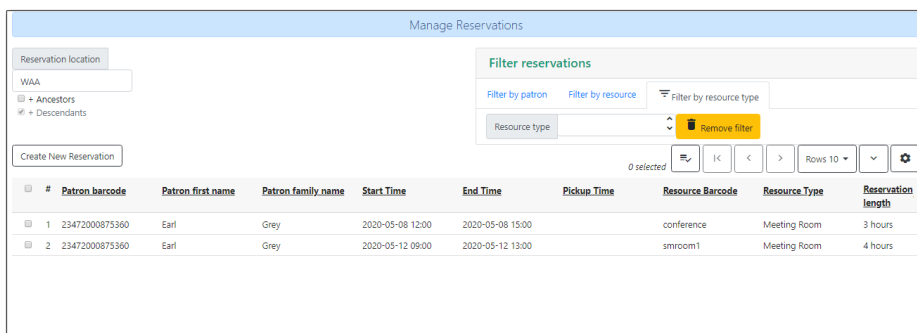 Manage Reservations
Reservation location
WAA
+ Ancestors
+ Descendants
Filter reservations
Filter by patron Filter by resource Filter by resource type
Resource type Remove filter
Create New Reservation
0 selected Rows 10
# Patron barcode Patron first name Patron family name Start Time End Time Pickup Time Resource Barcode Resource Type Reservation length
1 23472000875360 Earl Grey 2020-05-08 12:00 2020-05-08 15:00 conference Meeting Room 3 hours
2 23472000875360 Earl Grey 2020-05-12 09:00 2020-05-12 13:00 smroom1 Meeting Room 4 hours